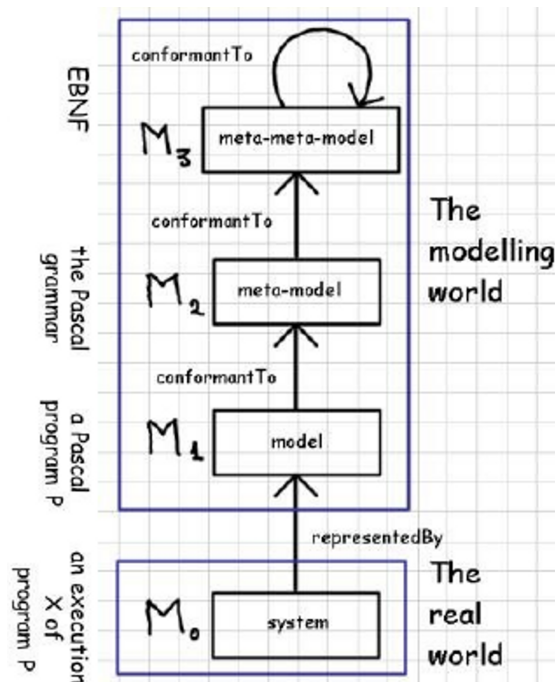 conformantTo
EBNF
M3
meta-meta-model
conformantTo
The
modelling
world
the Pascal
grammar
M2
meta-model
conformantTo
a Pascal
program P
M1
model
representedBy
an execution
X of
program P
M0
system
The
real
world